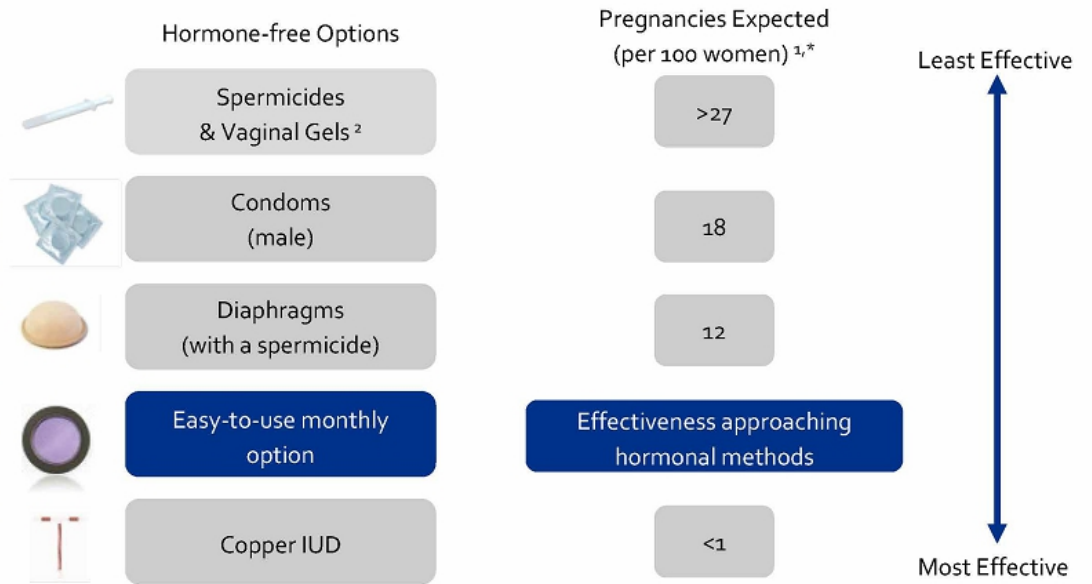 Hormone-free Options
Pregnancies Expected
(per 100 women) ¹,*
Least Effective
Spermicides
& Vaginal Gels ²
>27
Condoms
(male)
18
Diaphragms
(with a spermicide)
12
Easy-to-use monthly
option
Effectiveness approaching
hormonal methods
Copper IUD
<1
Most Effective